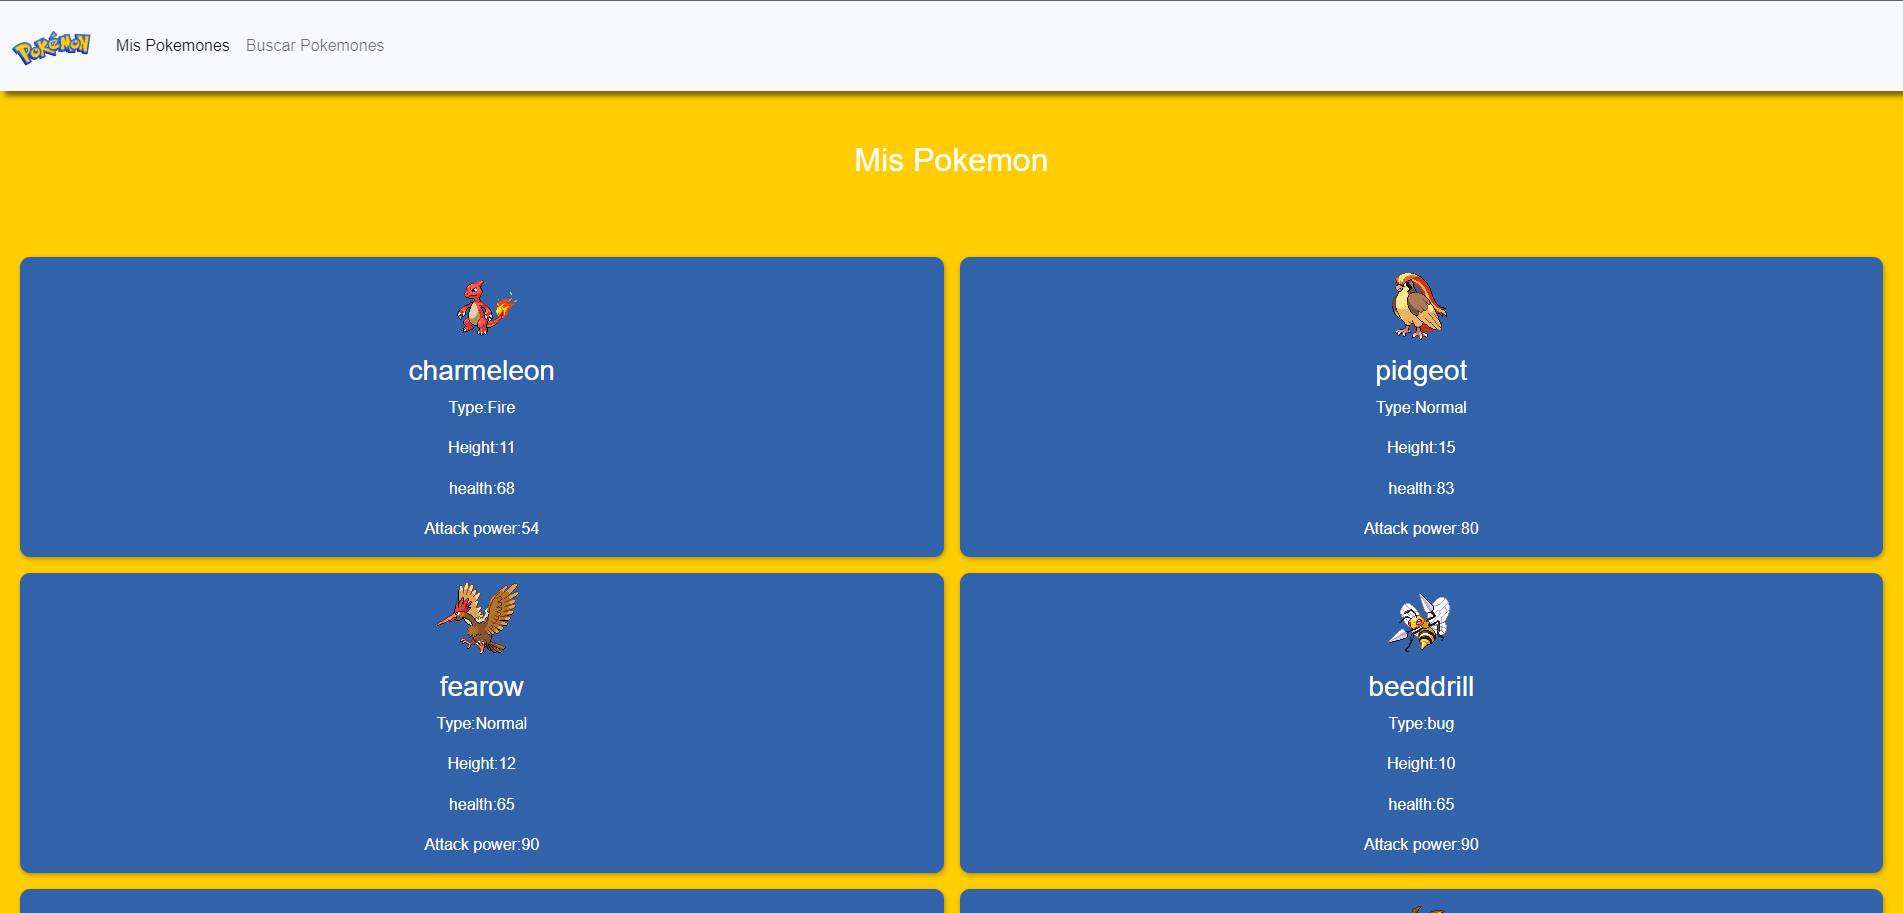 Pokémon
Mis Pokemones
Buscar Pokemones
Mis Pokemon
charmeleon
Type:Fire
Height:11
health:68
Attack power:54
pidgeot
Type:Normal
Height:15
health:83
Attack power:80
fearow
Type:Normal
Height:12
health:65
Attack power:90
beeddrill
Type:bug
Height:10
health:65
Attack power:90